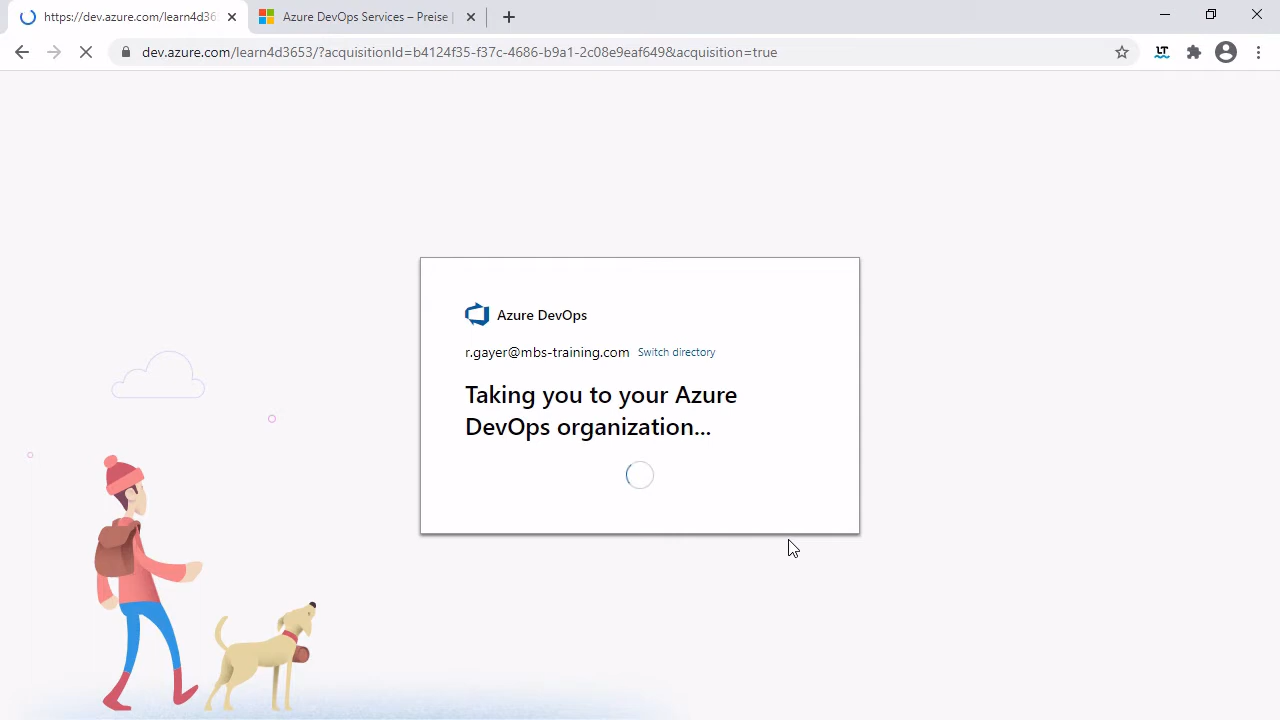 https://dev.azure.com/learn4d36
Azure DevOps Services – Preise |
dev.azure.com/learn4d3653/?acquisitionId=b4124f35-f37c-4686-b9a1-2c08e9eaf649&acquisition=true
LT
Azure DevOps
r.gayer@mbs-training.com Switch directory
Taking you to your Azure
DevOps organization...